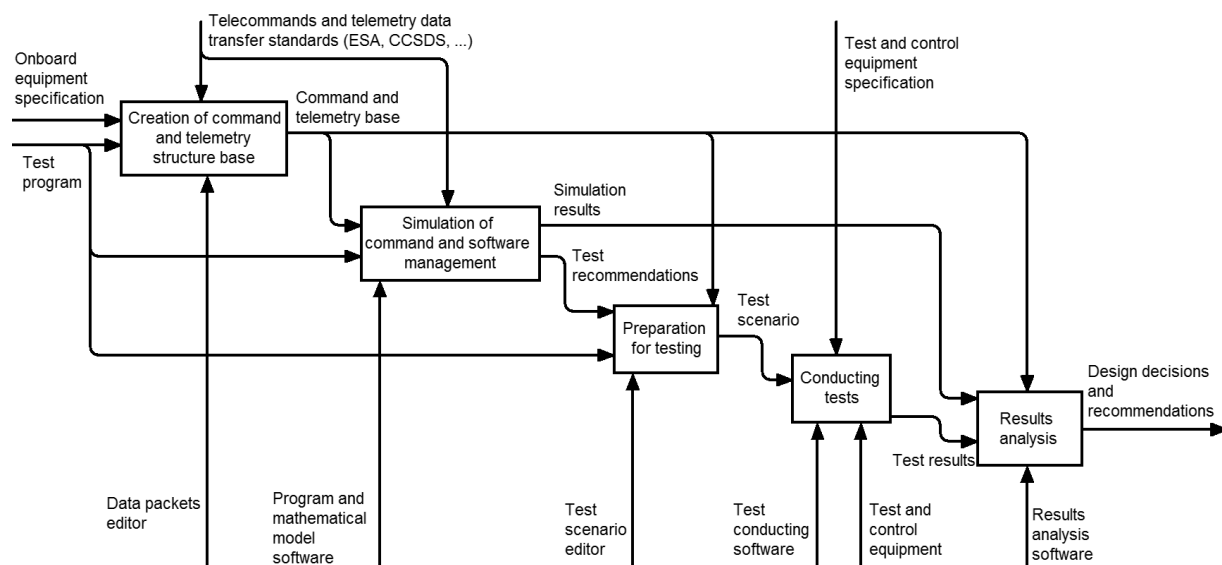 Telecommands and telemetry data
transfer standards (ESA, CCSDS, ...)
Test and control
equipment
specification
Onboard
equipment
specification
Creation of command
and telemetry
structure base
Command and
telemetry base
Test
program
Simulation of
command and software
management
Simulation
results
Test
recommendations
Preparation
for testing
Test
scenario
Conducting
tests
Design decisions
and
recommendations
Results
analysis
Test results
Data packets
editor
Program and
mathematical
model
software
Test
scenario
editor
Test
conducting
software
Test and
control
equipment
Results
analysis
software